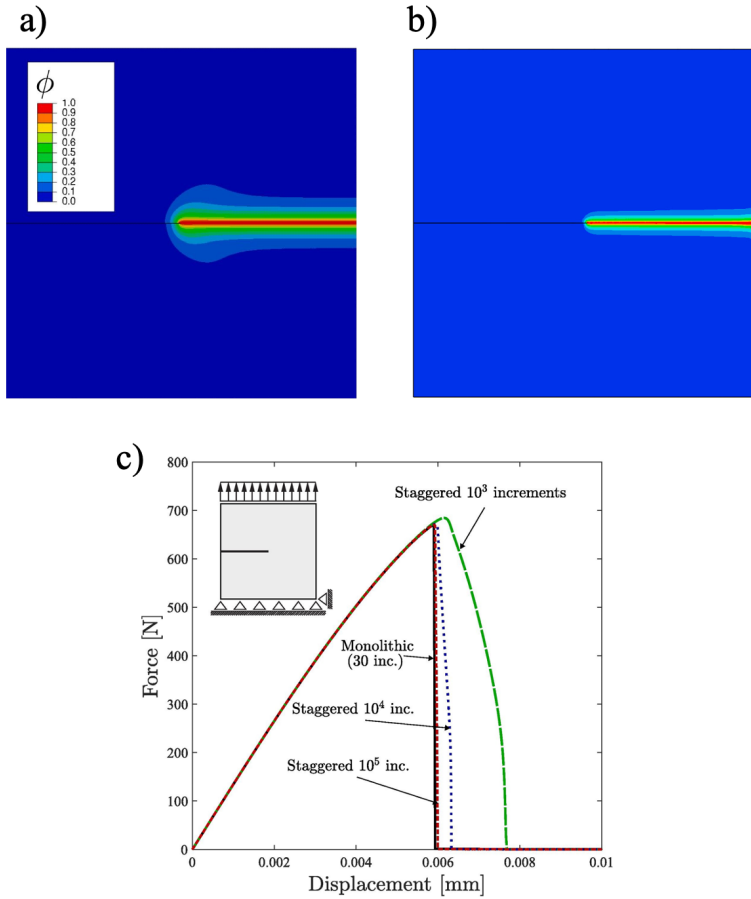 a)
b)
ϕ
1.0
0.9
0.8
0.7
0.6
0.5
0.4
0.3
0.2
0.1
0.0
c)
800
700
600
500
400
300
200
100
0
Force [N]
Staggered 10³ increments
Monolithic
(30 inc.)
Staggered 10⁴ inc.
Staggered 10⁵ inc.
0
0.002
0.004
0.006
0.008
0.01
Displacement [mm]